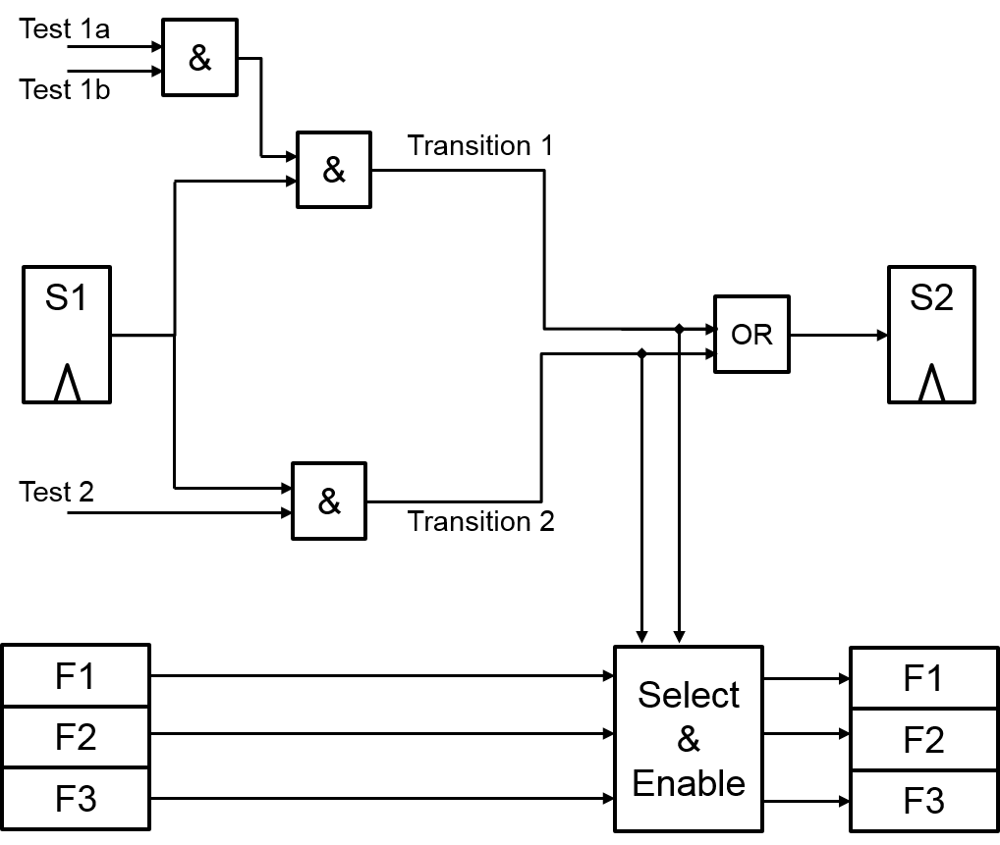 Test 1a
&
Test 1b
Transition 1
&
S1
OR
S2
Test 2
&
Transition 2
F1
F2
F3
Select
&
Enable
F1
F2
F3